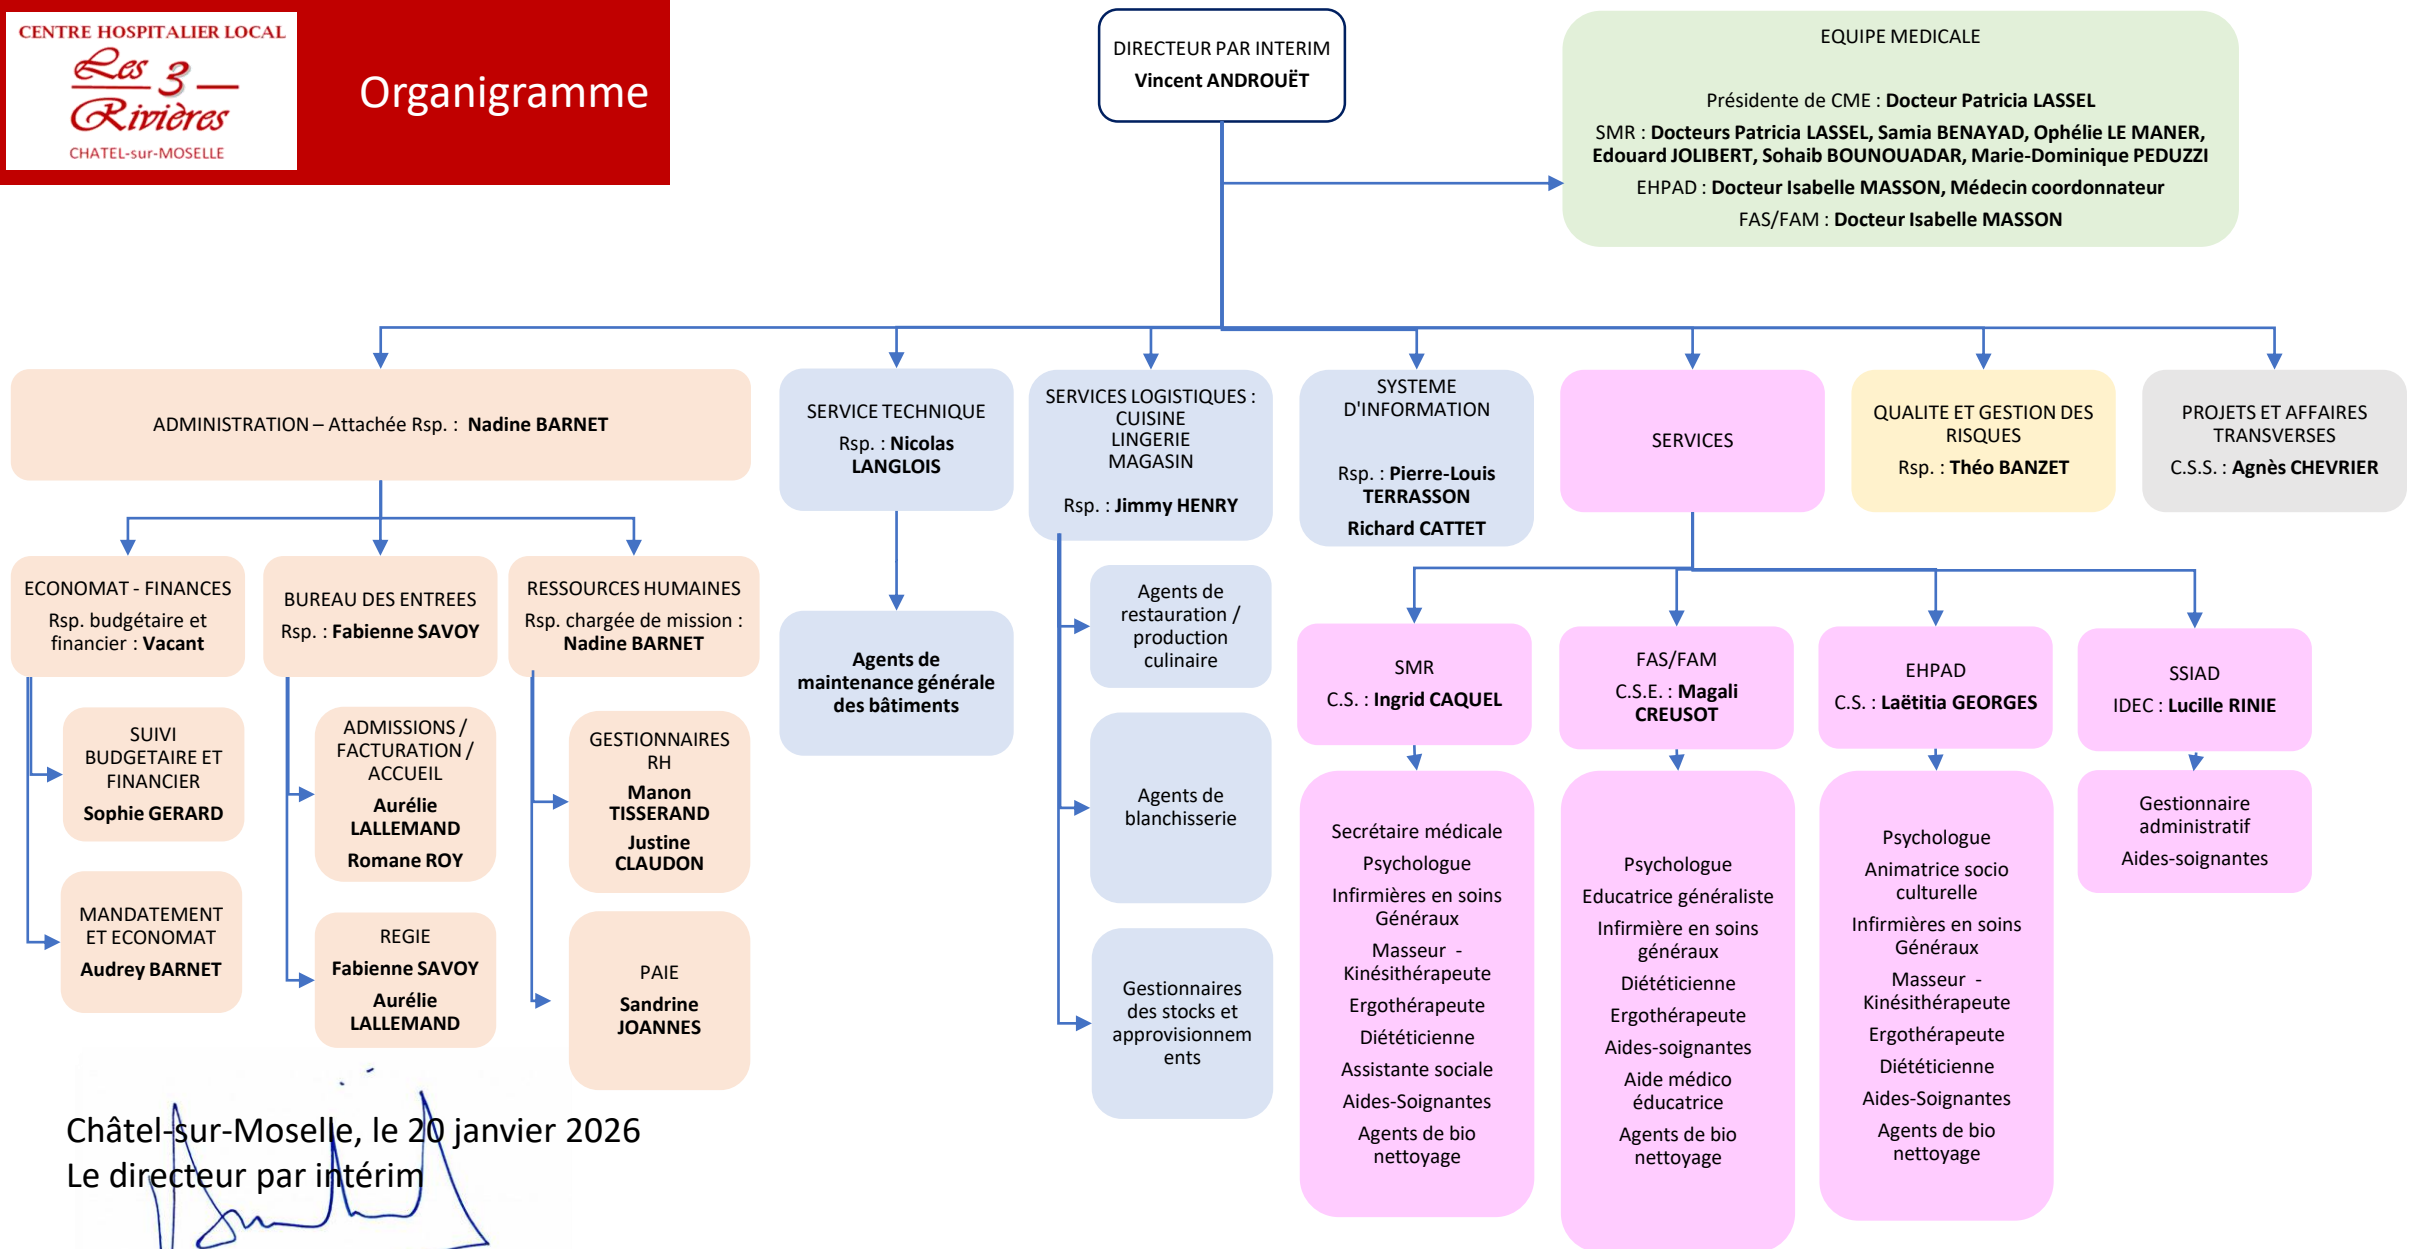 CENTRE HOSPITALIER LOCAL
Les 3
Rivières
CHATEL-sur-MOSELLE
Organigramme
DIRECTEUR PAR INTERIM
Vincent ANDROUËT
EQUIPE MEDICALE
Présidente de CME : Docteur Patricia LASSEL
SMR : Docteurs Patricia LASSEL, Samia BENAYAD, Ophélie LE MANER,
Edouard JOLIBERT, Sohaib BOUNOUADAR, Marie-Dominique PEDUZZI
EHPAD : Docteur Isabelle MASSON, Médecin coordonnateur
FAS/FAM : Docteur Isabelle MASSON
ADMINISTRATION – Attachée Rsp. : Nadine BARNET
SERVICE TECHNIQUE
Rsp. : Nicolas
LANGLOIS
SERVICES LOGISTIQUES :
CUISINE
LINGERIE
MAGASIN
Rsp. : Jimmy HENRY
SYSTEME
D'INFORMATION
Rsp. : Pierre-Louis
TERRASSON
Richard CATTET
SERVICES
QUALITE ET GESTION DES
RISQUES
Rsp. : Théo BANZET
PROJETS ET AFFAIRES
TRANSVERSES
C.S.S. : Agnès CHEVRIER
ECONOMAT - FINANCES
Rsp. budgétaire et
financier : Vacant
BUREAU DES ENTREES
Rsp. : Fabienne SAVOY
RESSOURCES HUMAINES
Rsp. chargée de mission :
Nadine BARNET
SUIVI
BUDGETAIRE ET
FINANCIER
Sophie GERARD
MANDATEMENT
ET ECONOMAT
Audrey BARNET
ADMISSIONS /
FACTURATION /
ACCUEIL
Aurélie
LALLEMAND
Romane ROY
REGIE
Fabienne SAVOY
Aurélie
LALLEMAND
GESTIONNAIRES
RH
Manon
TISSERAND
Justine
CLAUDON
PAIE
Sandrine
JOANNES
Agents de
maintenance générale
des bâtiments
Agents de
restauration /
production
culinaire
Agents de
blanchisserie
Gestionnaires
des stocks et
approvisionnem
ents
SMR
C.S. : Ingrid CAQUEL
FAS/FAM
C.S.E. : Magali
CREUSOT
EHPAD
C.S. : Laëtitia GEORGES
SSIAD
IDEC : Lucille RINIE
Secrétaire médicale
Psychologue
Infirmières en soins
Généraux
Masseur -
Kinésithérapeute
Ergothérapeute
Diététicienne
Assistante sociale
Aides-Soignantes
Agents de bio
nettoyage
Psychologue
Educatrice généraliste
Infirmière en soins
généraux
Diététicienne
Ergothérapeute
Aides-soignantes
Aide médico
éducatrice
Agents de bio
nettoyage
Psychologue
Animatrice socio
culturelle
Infirmières en soins
Généraux
Masseur -
Kinésithérapeute
Ergothérapeute
Diététicienne
Aides-Soignantes
Agents de bio
nettoyage
Gestionnaire
administratif
Aides-soignantes
Châtel-sur-Moselle, le 20 janvier 2026
Le directeur par intérim